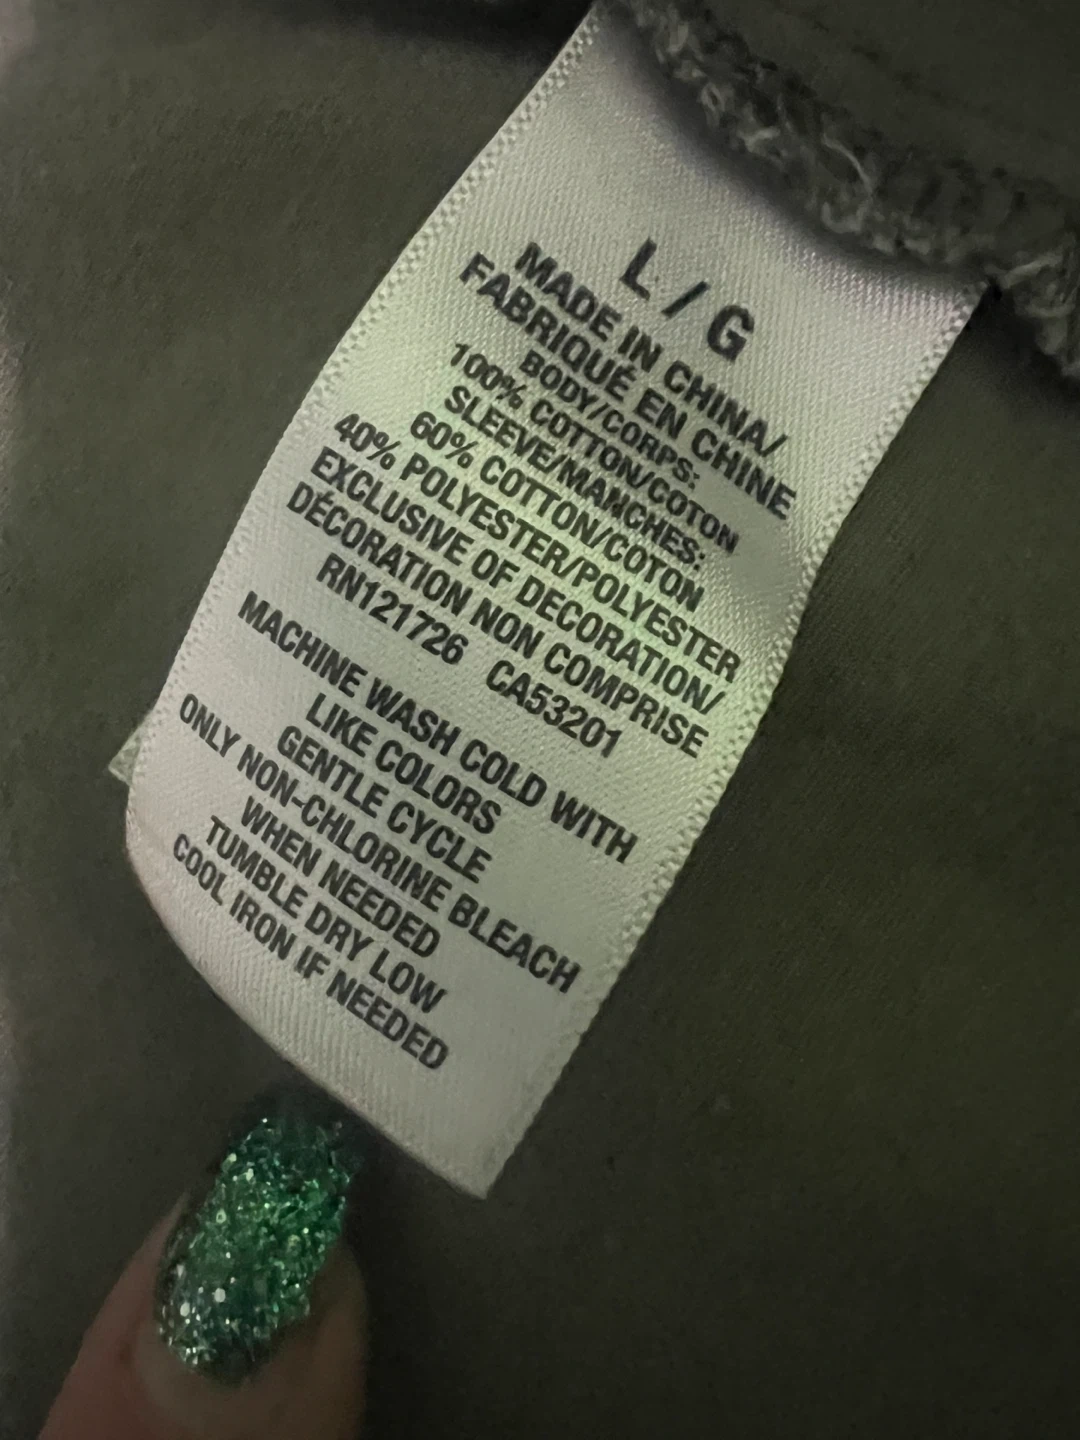 L / G
MADE IN CHINA/
FABRIQUÉ EN CHINE
BODY/CORPS:
100% COTTON/COTON
SLEEVE/MANCHES:
60% COTTON/COTON
40% POLYESTER/POLYESTER
EXCLUSIVE OF DECORATION/
DÉCORATION NON COMPRISE
RN121726 CA53201
MACHINE WASH COLD WITH
LIKE COLORS
GENTLE CYCLE
ONLY NON-CHLORINE BLEACH
WHEN NEEDED
TUMBLE DRY LOW
COOL IRON IF NEEDED